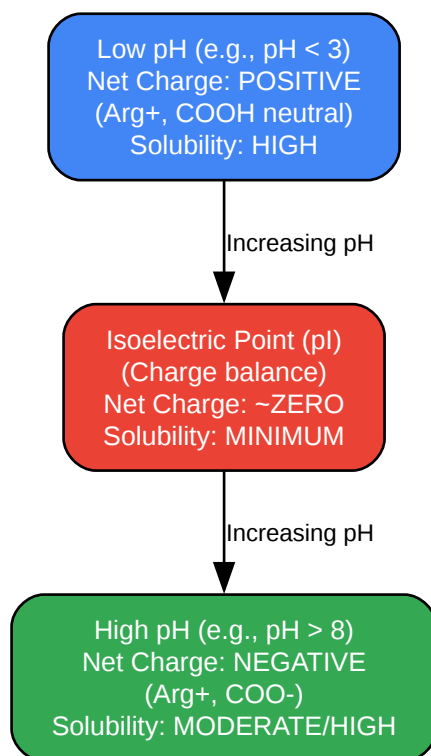 Low pH (e.g., pH < 3)
Net Charge: POSITIVE
(Arg+, COOH neutral)
Solubility: HIGH
Increasing pH
Isoelectric Point (pI)
(Charge balance)
Net Charge: ~ZERO
Solubility: MINIMUM
Increasing pH
High pH (e.g., pH > 8)
Net Charge: NEGATIVE
(Arg+, COO-)
Solubility: MODERATE/HIGH